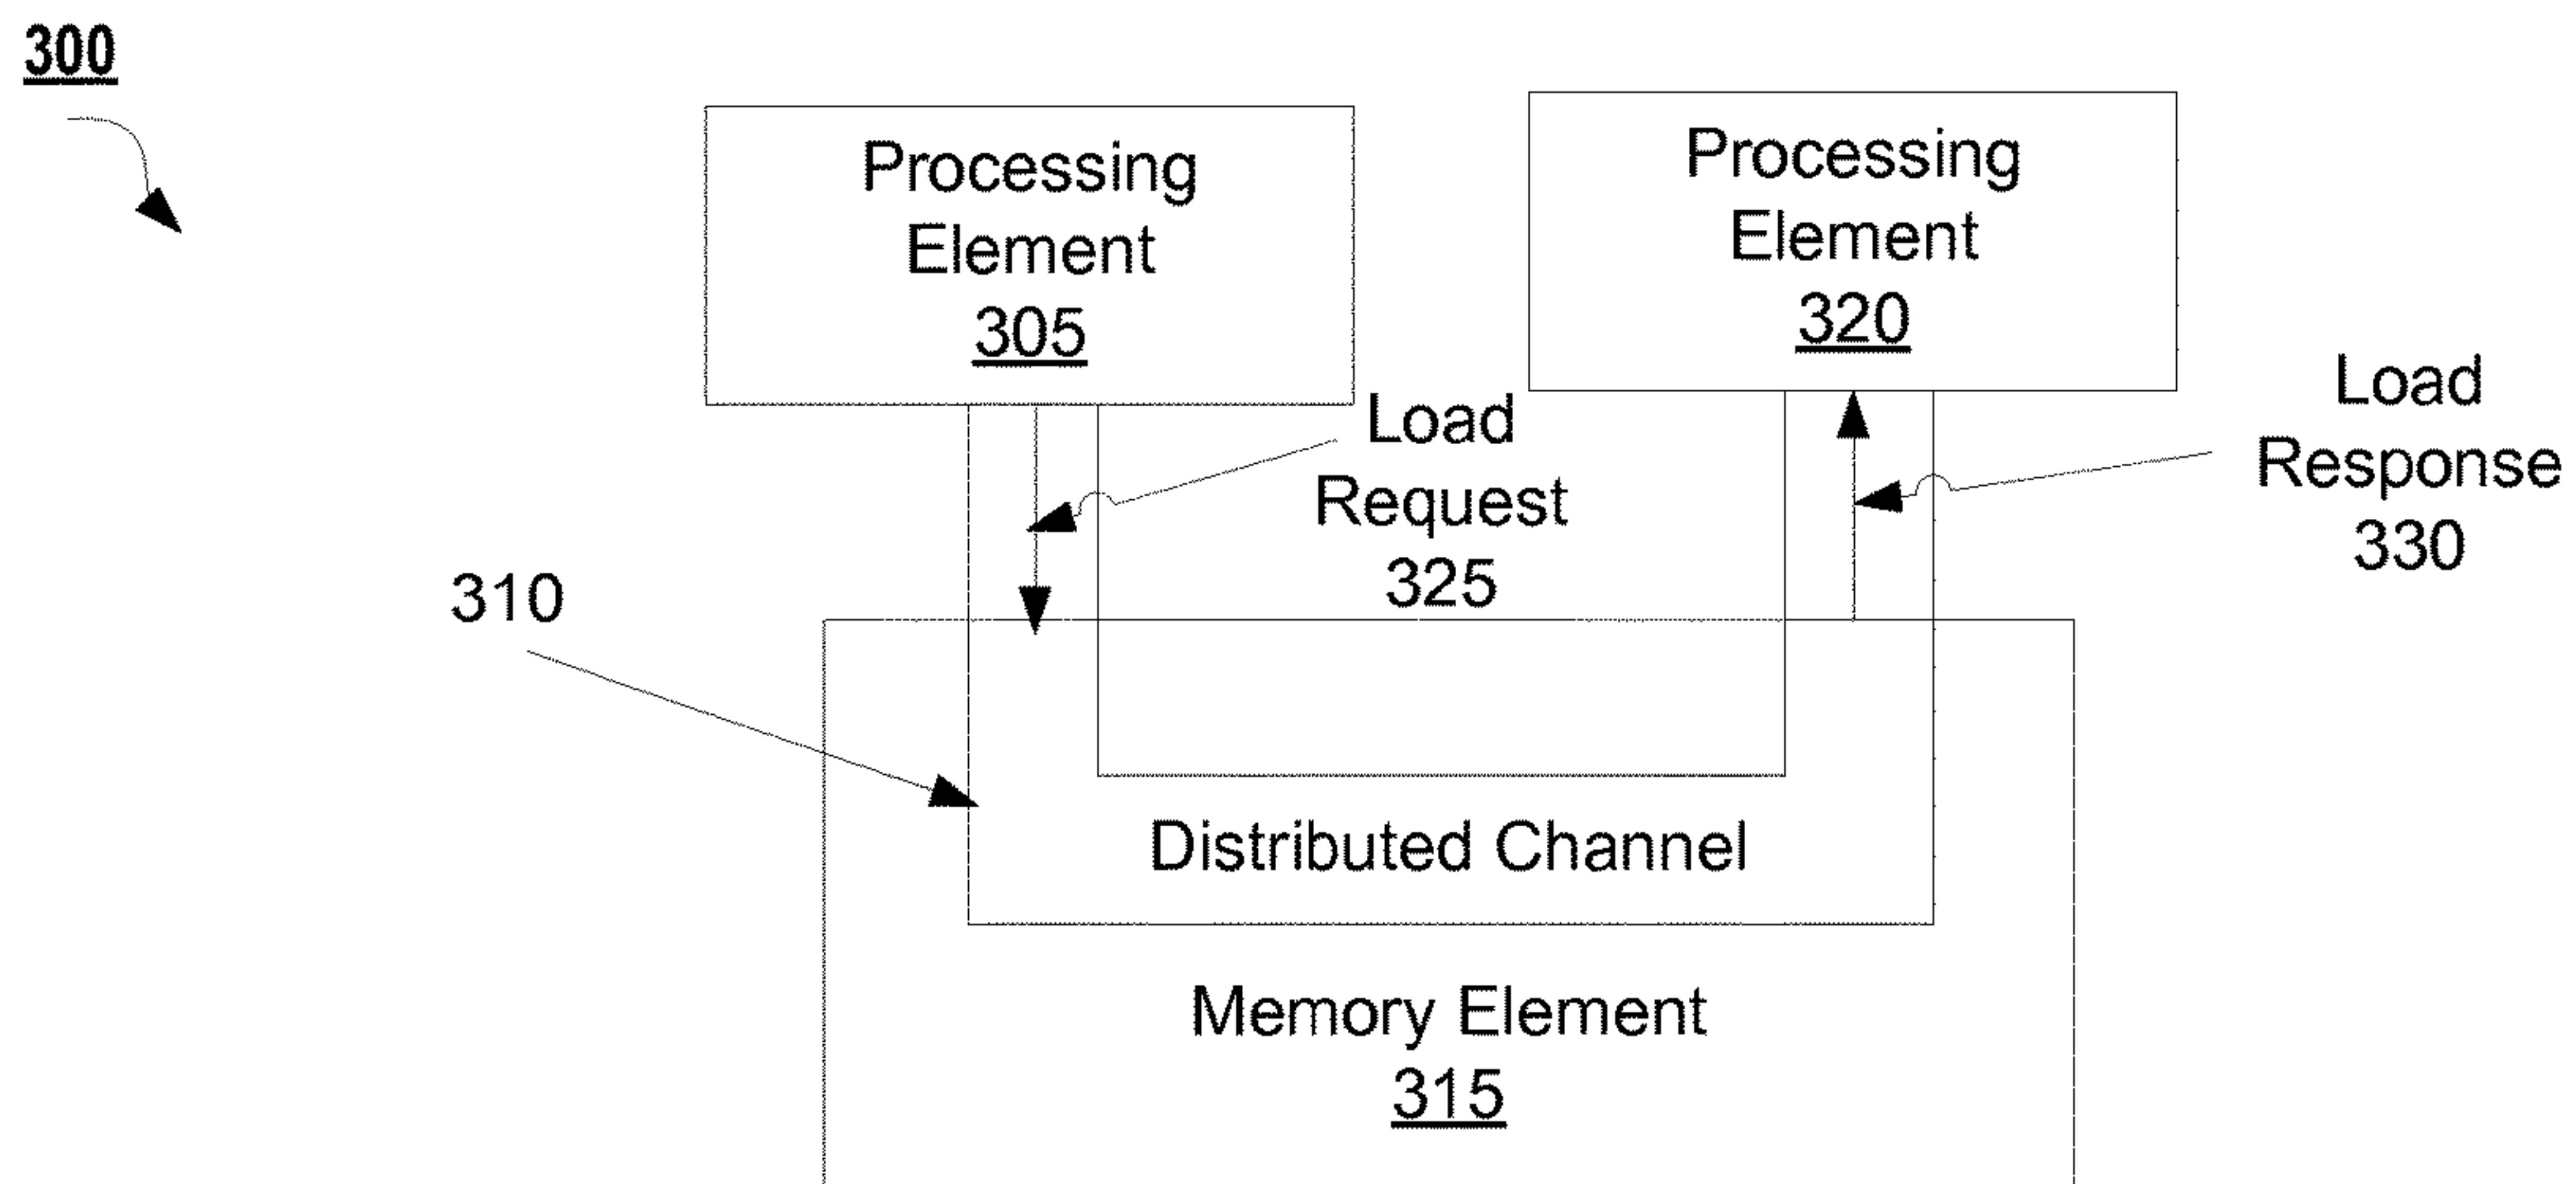 300
Processing
Element
305
Processing
Element
320
Load
Request
325
Load
Response
330
310
Distributed Channel
Memory Element
315